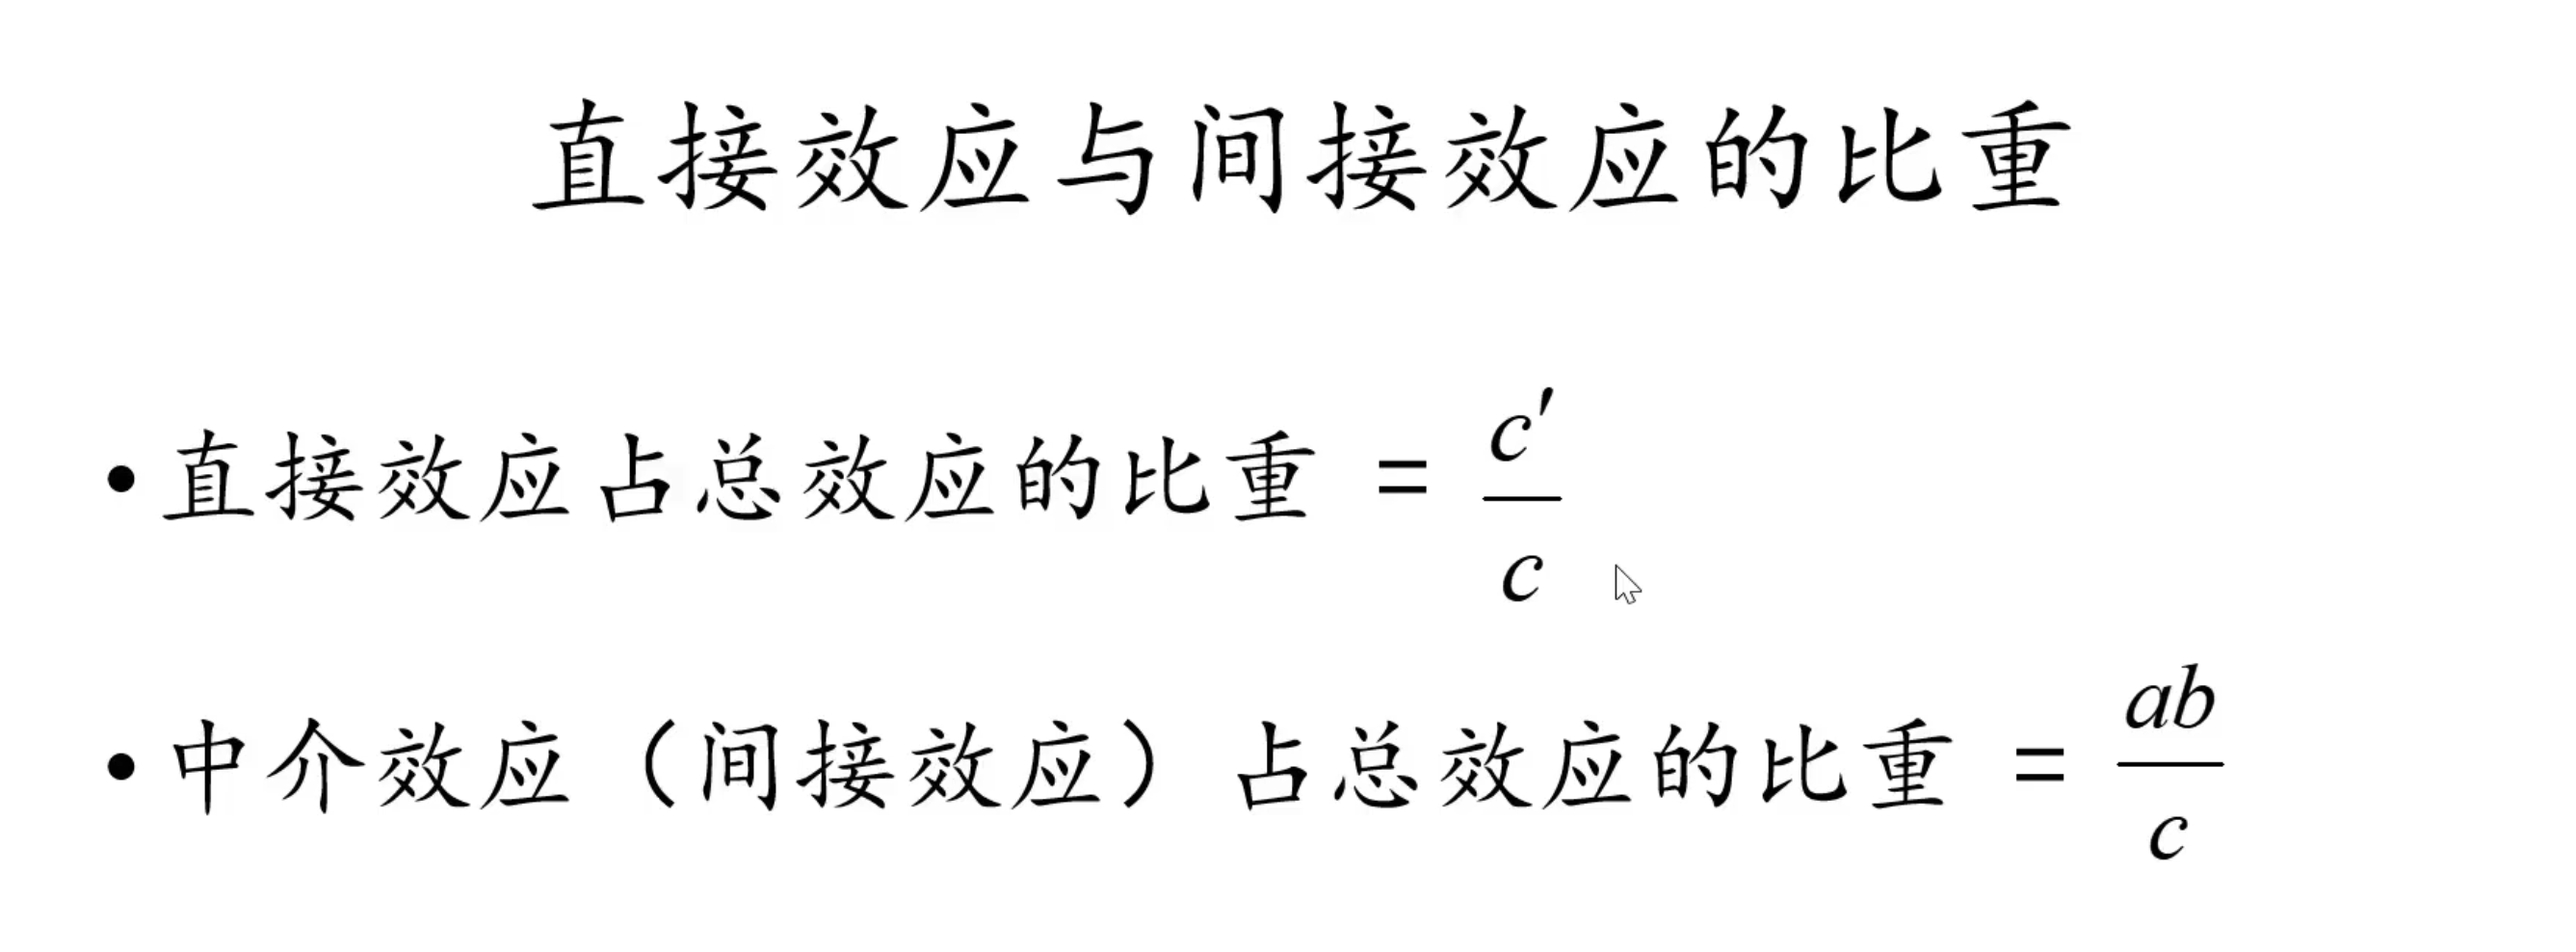 直接效应与间接效应的比重
• 直接效应占总效应的比重 = c′/c
• 中介效应（间接效应）占总效应的比重 = ab/c